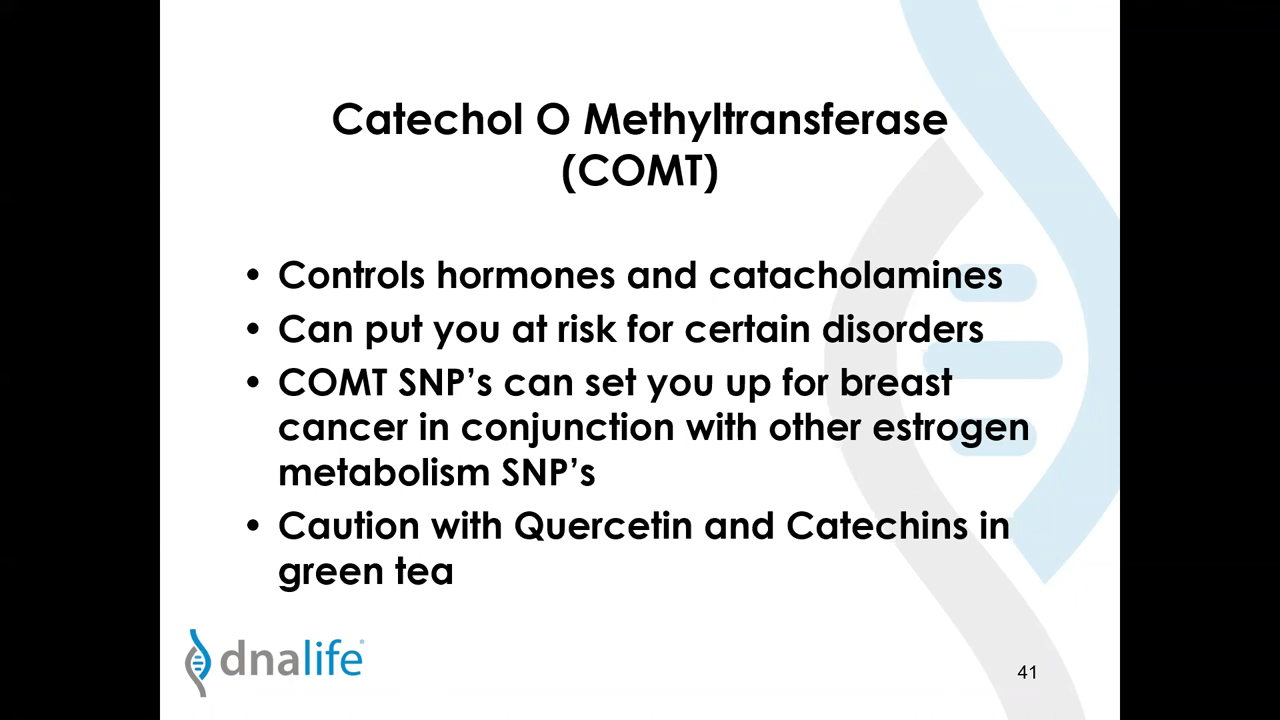 Catechol O Methyltransferase
(COMT)
• Controls hormones and catacholamines
• Can put you at risk for certain disorders
• COMT SNP’s can set you up for breast
cancer in conjunction with other estrogen
metabolism SNP’s
• Caution with Quercetin and Catechins in
green tea
dnalife
41